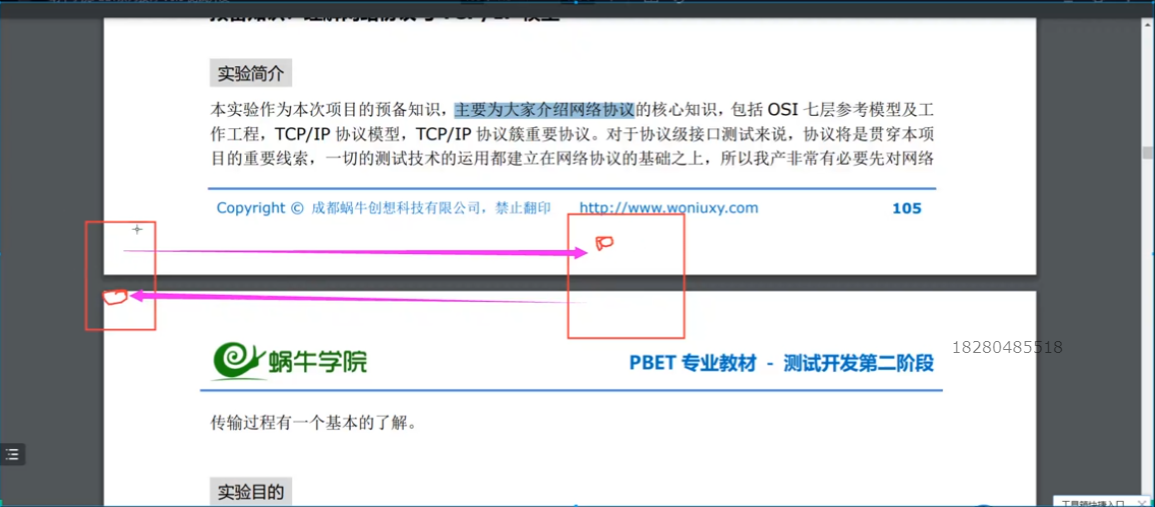 实验简介
本实验作为本次项目的预备知识，主要为大家介绍网络协议的核心知识，包括 OSI 七层参考模型及工
作工程，TCP/IP 协议模型，TCP/IP 协议簇重要协议。对于协议级接口测试来说，协议将是贯穿本项
目的重要线索，一切的测试技术的运用都建立在网络协议的基础之上，所以我产非常有必要先对网络
Copyright © 成都蜗牛创想科技有限公司，禁止翻印 http://www.woniuxy.com 105
蜗牛学院 PBET 专业教材 - 测试开发第二阶段
18280485518
传输过程有一个基本的了解。
实验目的